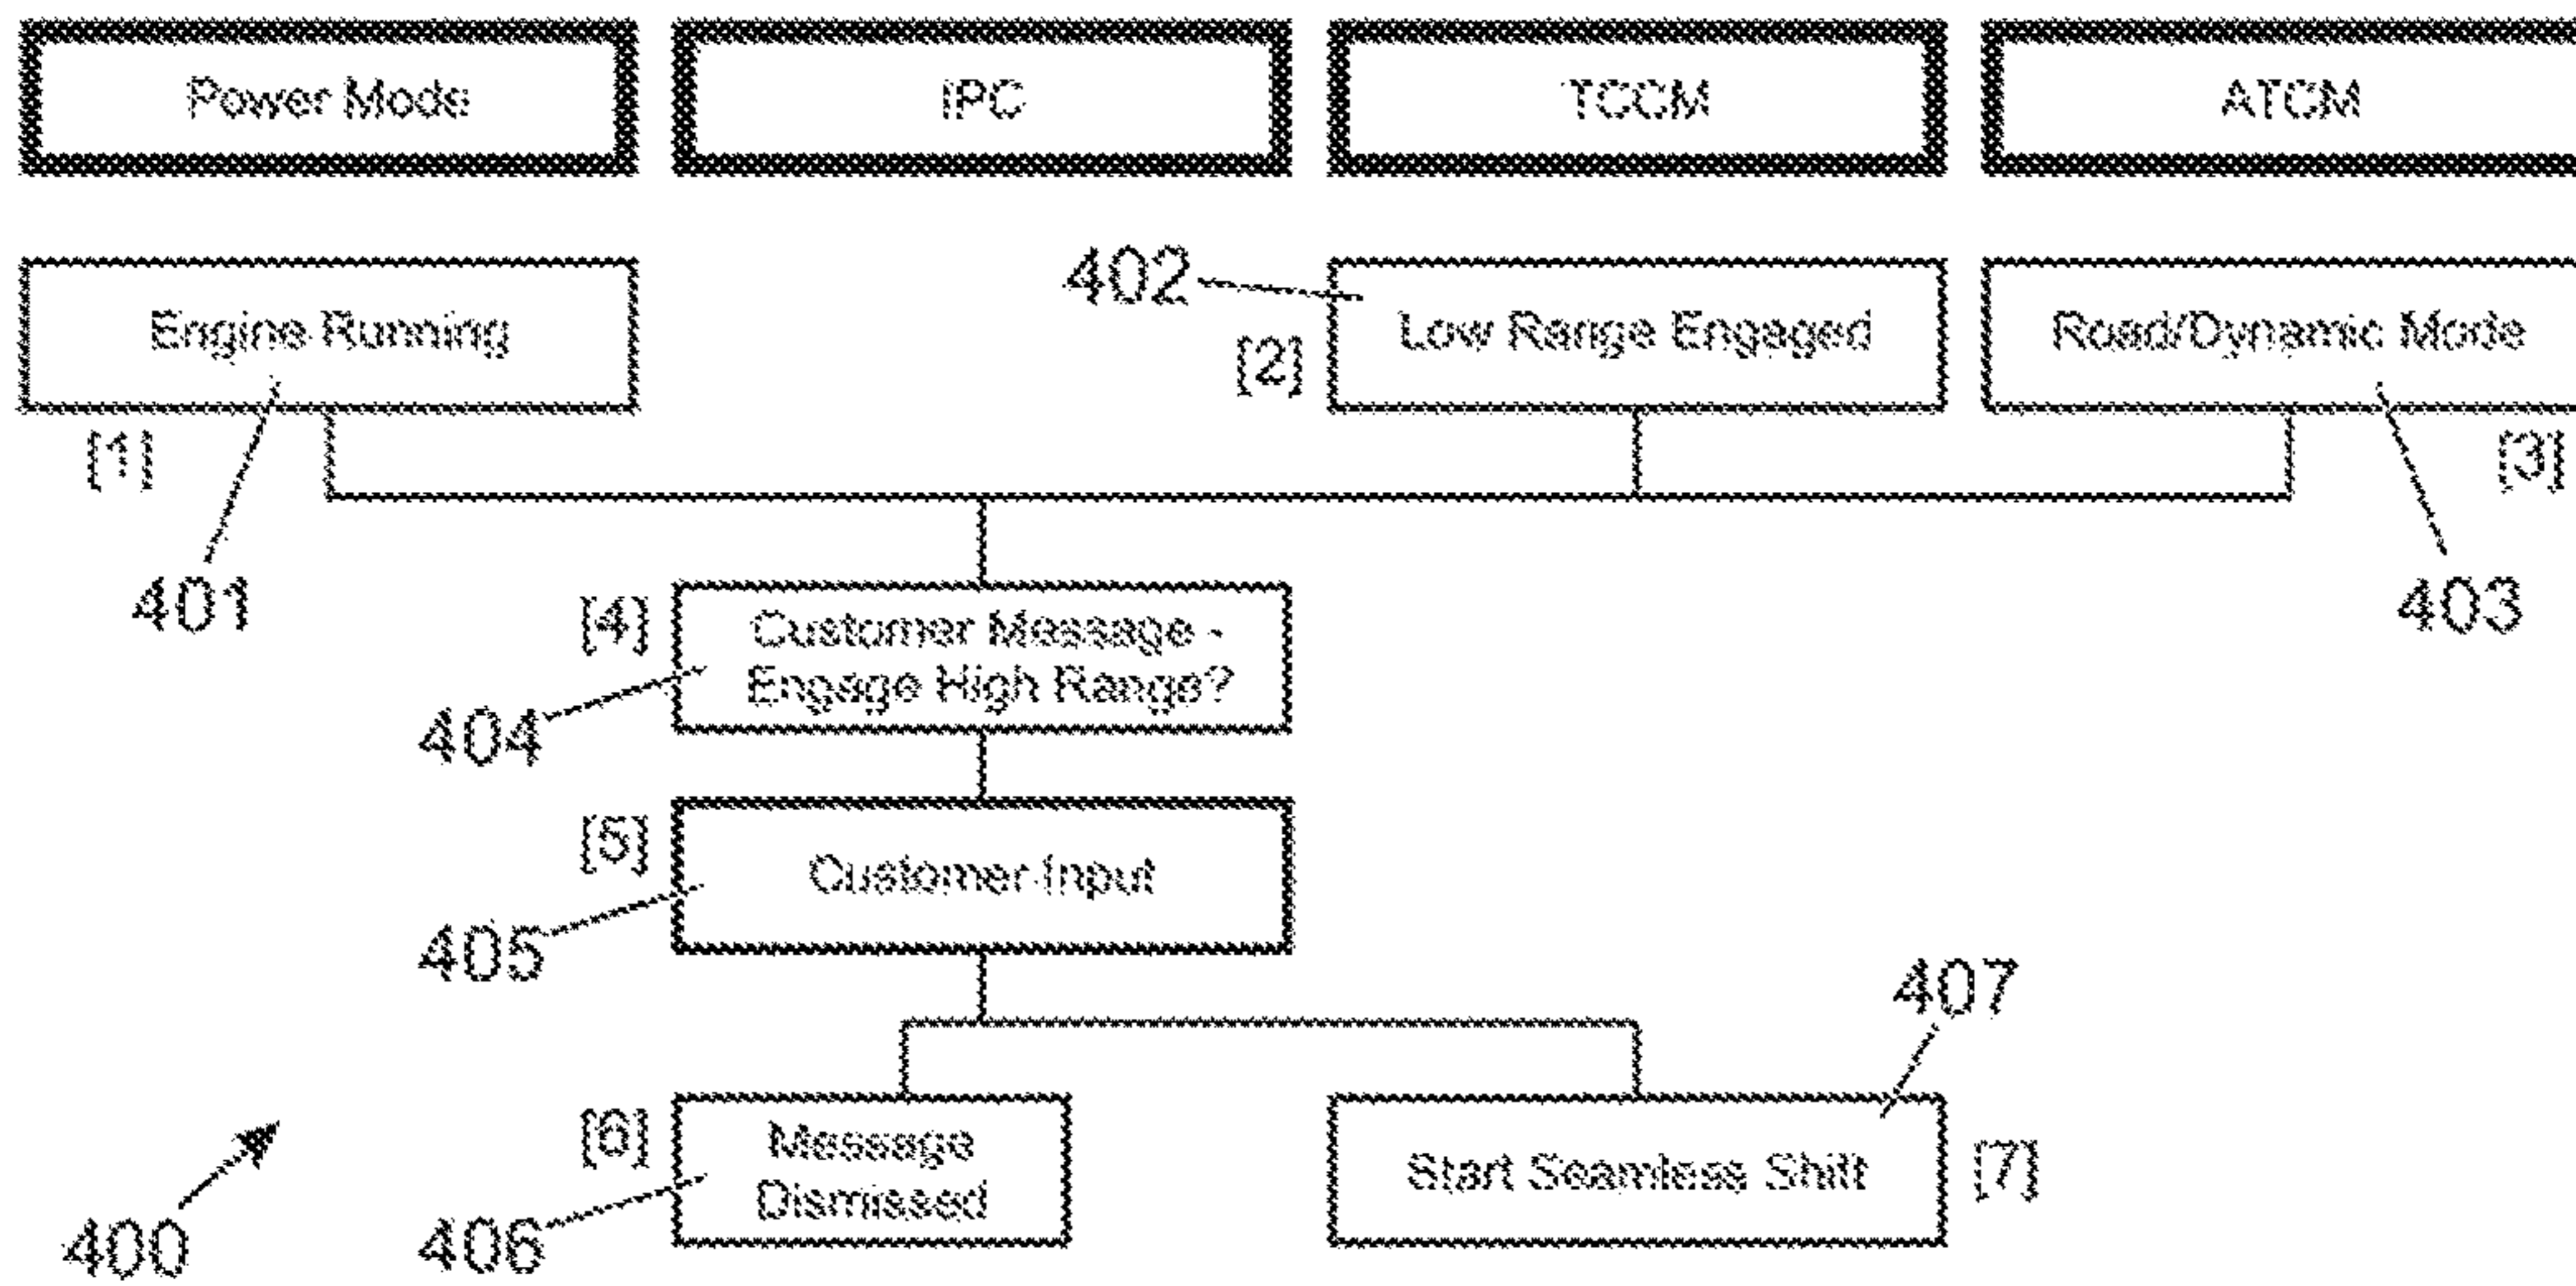 Power Mode
IPC
TCCM
ATCM
402
Engine Running
[2]
Low Range Engaged
Road/Dynamic Mode
[1]
[3]
401
403
[4]
Customer Message -
Engage High Range?
404
[5]
Customer Input
405
407
[6]
Message
Dismissed
Start Seamless Shift
[7]
400
406